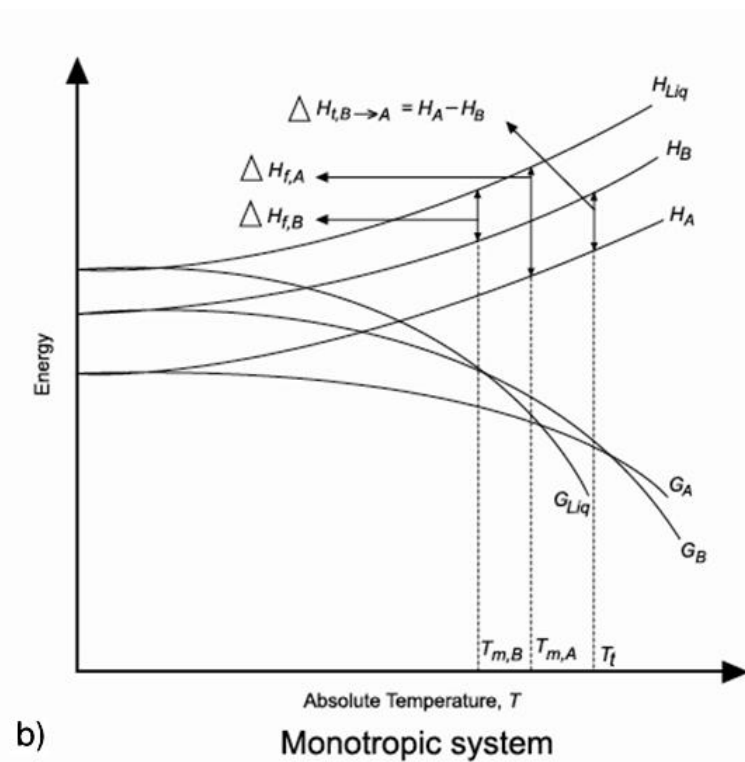 H_Liq
△ H_t,B→A = H_A–H_B
H_B
△ H_f,A
H_A
△ H_f,B
Energy
G_A
G_Liq
G_B
T_m,B
T_m,A
T_t
Absolute Temperature, T
b)
Monotropic system